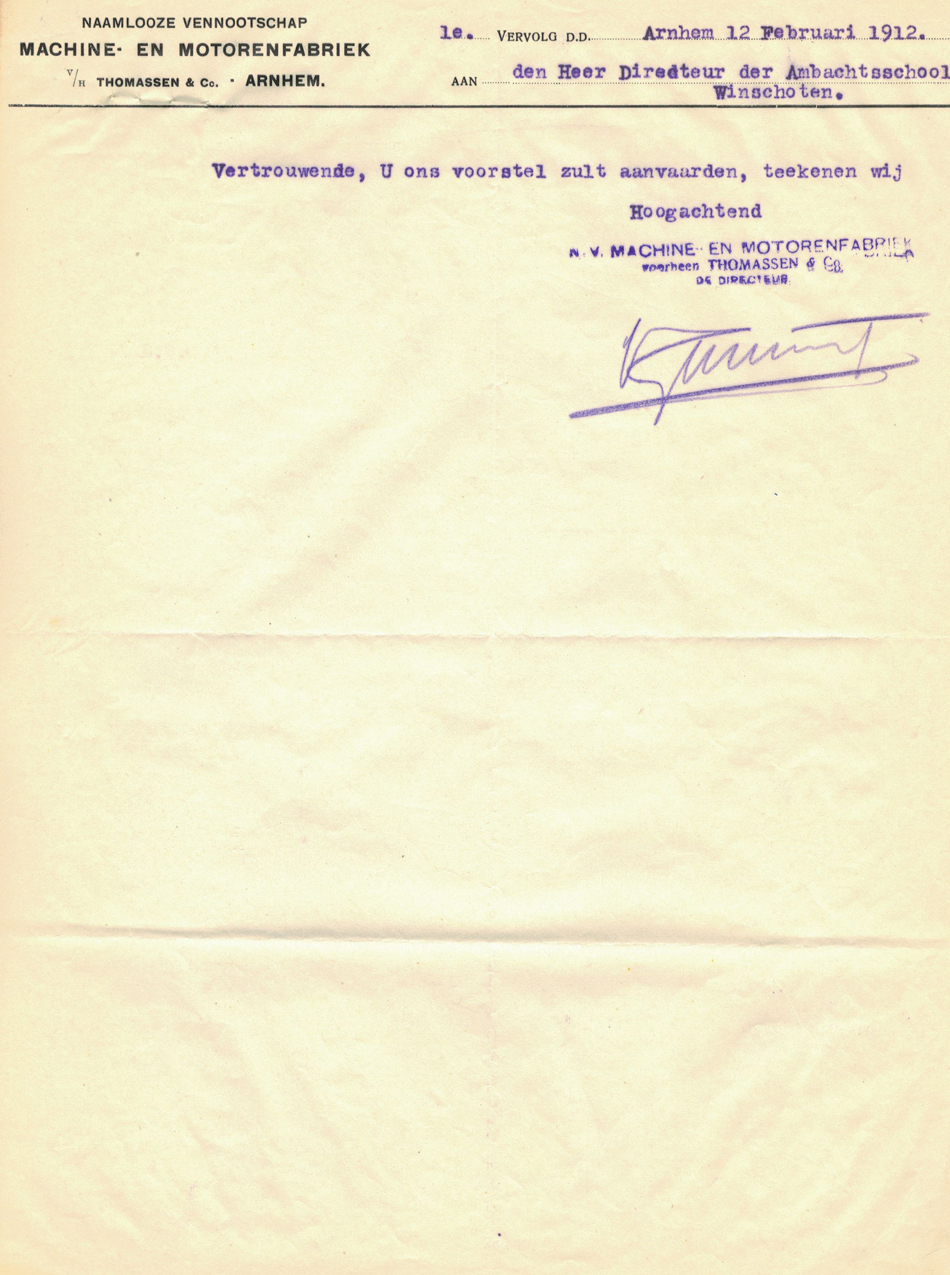 NAAMLOOZE VENNOOTSCHAP
MACHINE- EN MOTORENFABRIEK
V/H THOMASSEN & Co. · ARNHEM.
1e. VERVOLG D.D. Arnhem 12 Februari 1912.
AAN den Heer Diredteur der Ambachtsschool
Winschoten.
Vertrouwende, U ons voorstel zult aanvaarden, teekenen wij
Hoogachtend
N.V. MACHINE- EN MOTORENFABRIEK
voorheen THOMASSEN & Co.
DE DIRECTEUR.